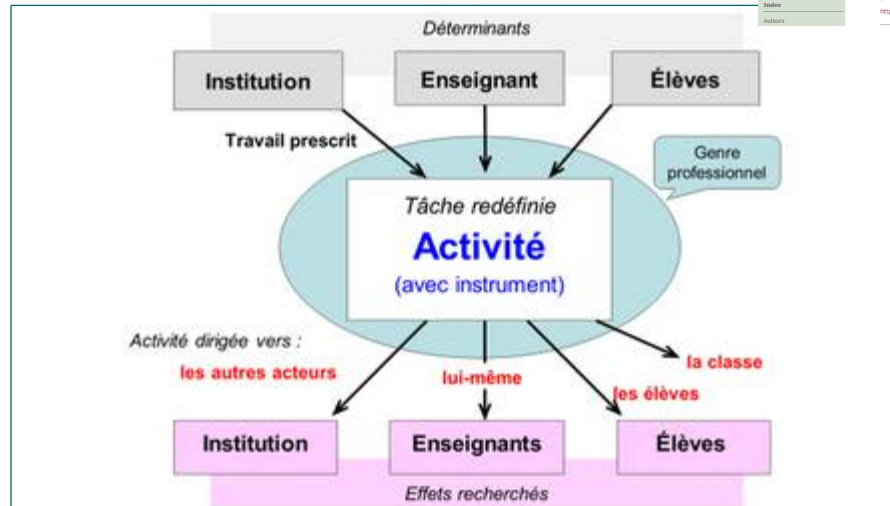 Index
Auteurs
Déterminants
Institution
Enseignant
Élèves
Travail prescrit
Genre
professionnel
Tâche redéfinie
Activité
(avec instrument)
Activité dirigée vers :
les autres acteurs
lui-même
la classe
les élèves
Institution
Enseignants
Élèves
Effets recherchés